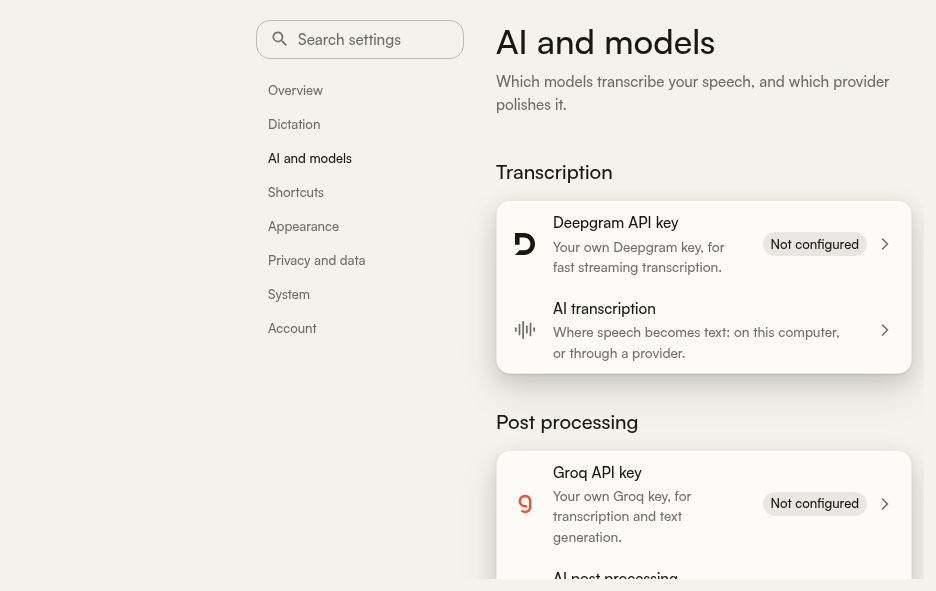 Search settings
Overview
Dictation
AI and models
Shortcuts
Appearance
Privacy and data
System
Account
AI and models
Which models transcribe your speech, and which provider
polishes it.
Transcription
Deepgram API key
Your own Deepgram key, for
fast streaming transcription.
Not configured
AI transcription
Where speech becomes text: on this computer,
or through a provider.
Post processing
Groq API key
Your own Groq key, for
transcription and text
generation.
Not configured
AI post processing